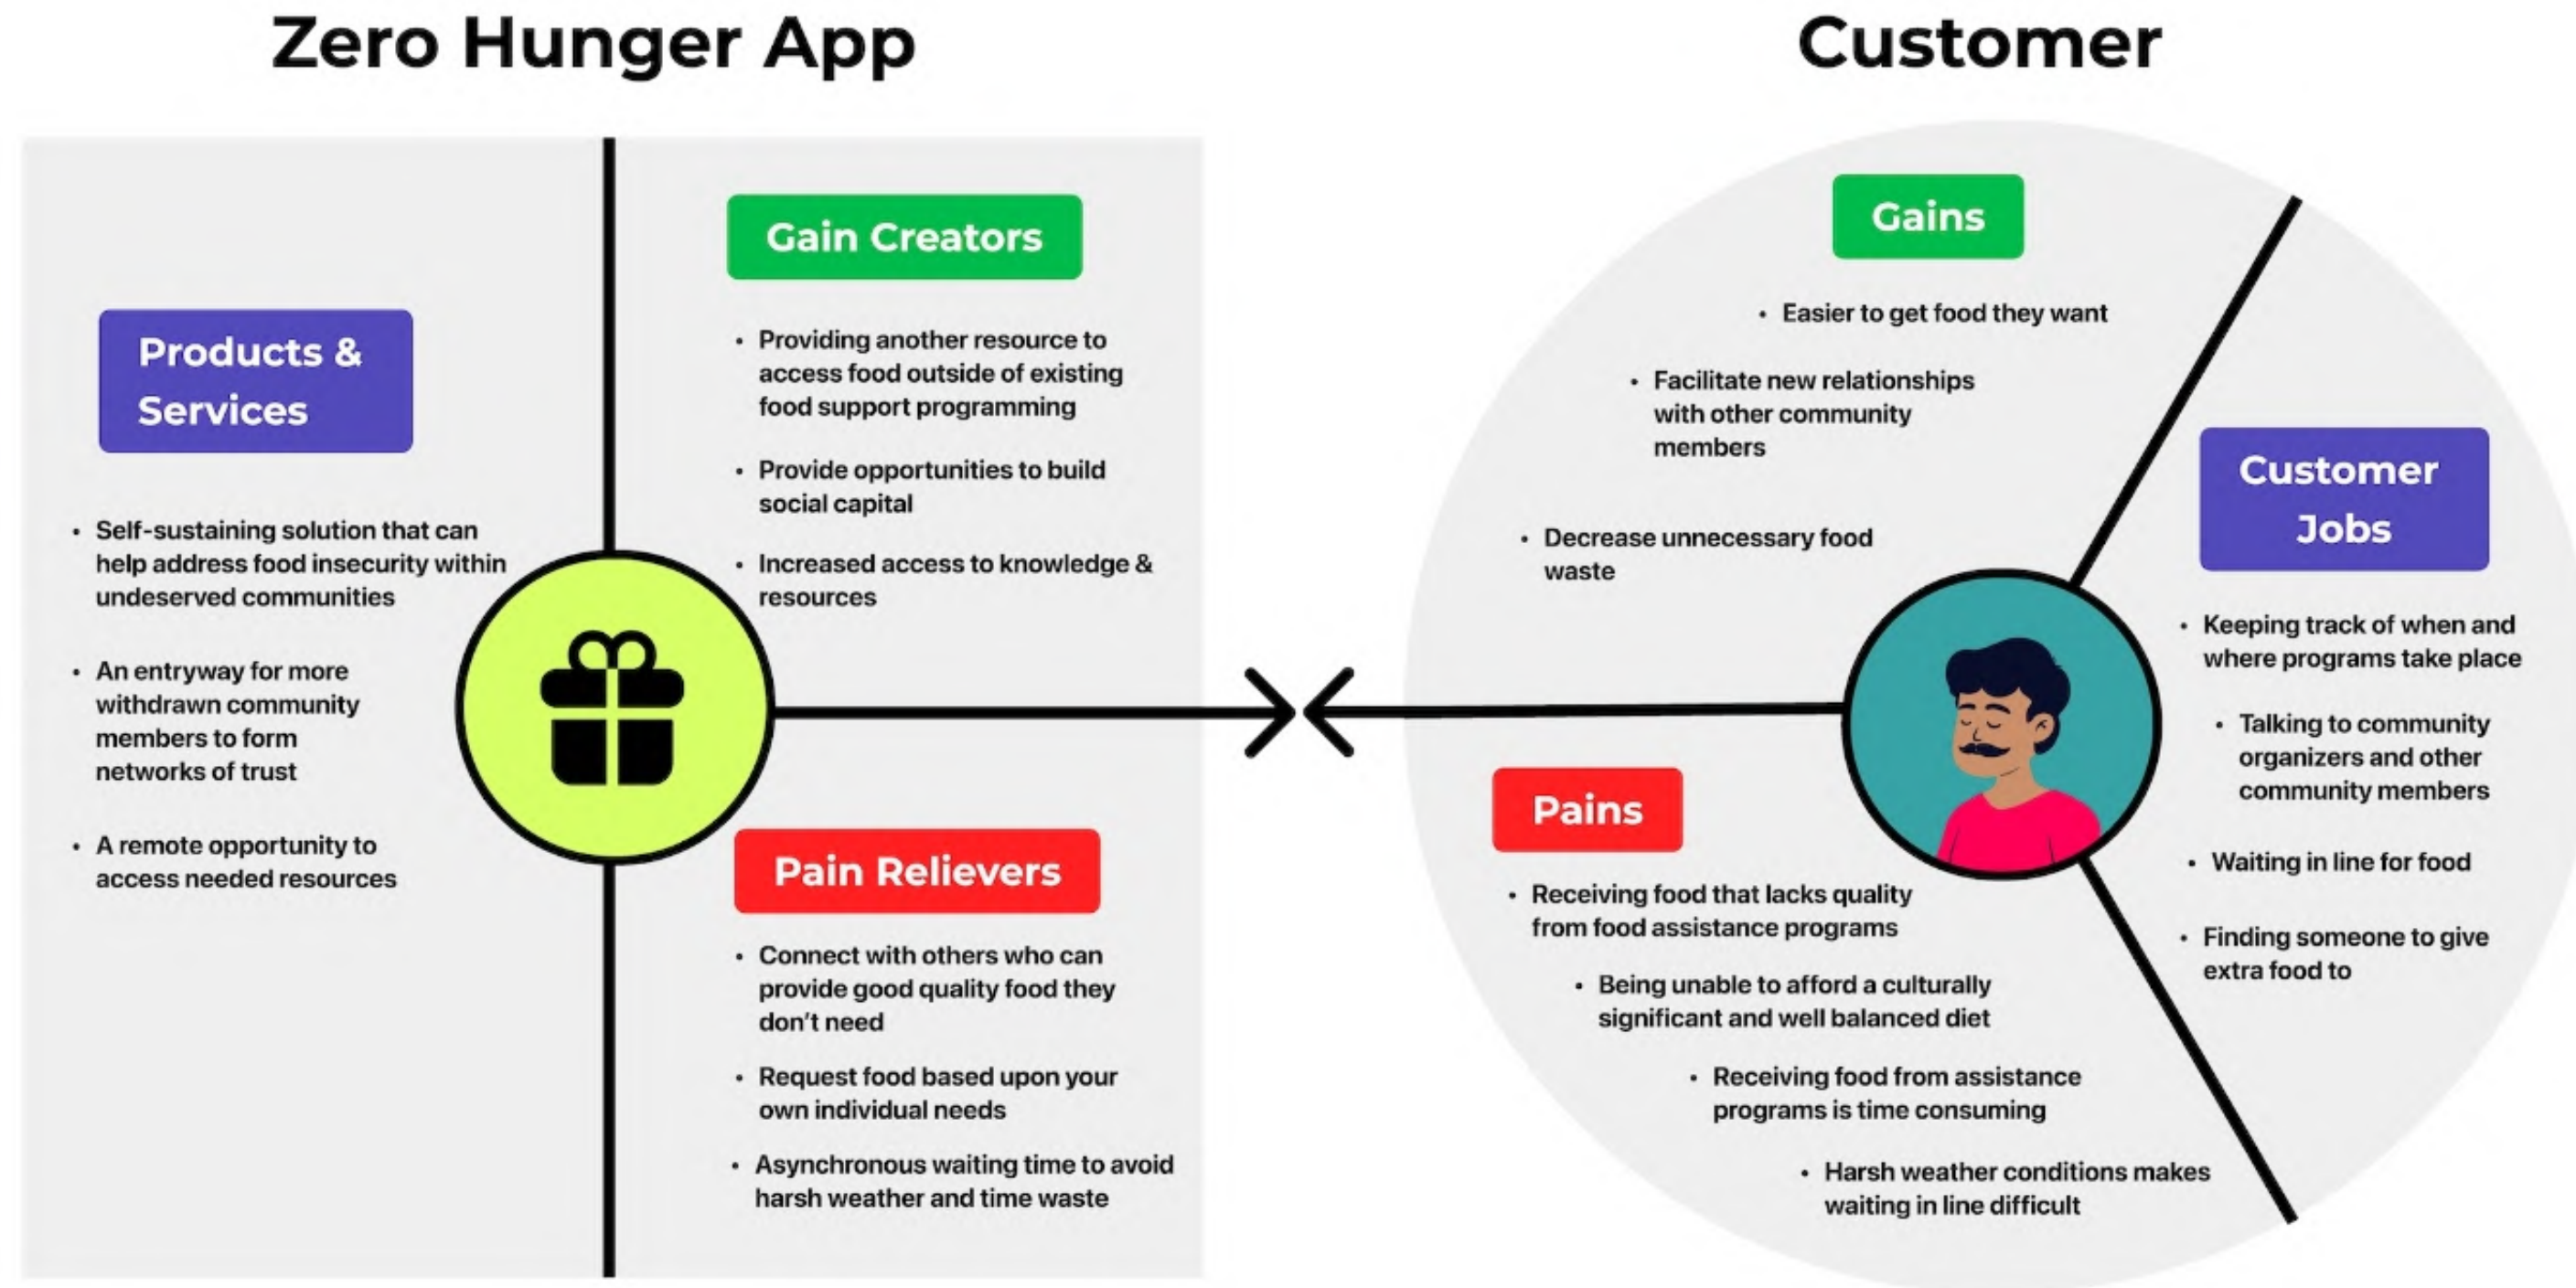 Zero Hunger App
Products &
Services
• Self-sustaining solution that can
help address food insecurity within
undeserved communities
• An entryway for more
withdrawn community
members to form
networks of trust
• A remote opportunity to
access needed resources
Gain Creators
• Providing another resource to
access food outside of existing
food support programming
• Provide opportunities to build
social capital
• Increased access to knowledge &
resources
Pain Relievers
• Connect with others who can
provide good quality food they
don't need
• Request food based upon your
own individual needs
• Asynchronous waiting time to avoid
harsh weather and time waste
Customer
Gains
• Easier to get food they want
• Facilitate new relationships
with other community
members
• Decrease unnecessary food
waste
Pains
• Receiving food that lacks quality
from food assistance programs
• Being unable to afford a culturally
significant and well balanced diet
• Receiving food from assistance
programs is time consuming
• Harsh weather conditions makes
waiting in line difficult
Customer
Jobs
• Keeping track of when and
where programs take place
• Talking to community
organizers and other
community members
• Waiting in line for food
• Finding someone to give
extra food to